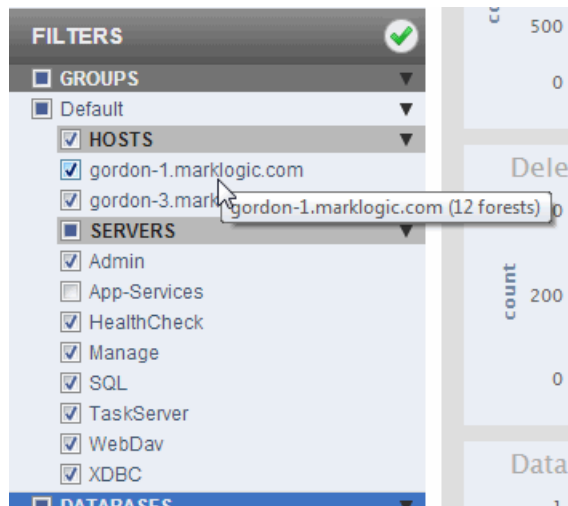 FILTERS
GROUPS
Default
HOSTS
gordon-1.marklogic.com
gordon-3.mark
gordon-1.marklogic.com (12 forests)
SERVERS
Admin
App-Services
HealthCheck
Manage
SQL
TaskServer
WebDav
XDBC
DATABASES
500
0
Dele
0
count
200
0
Data
1